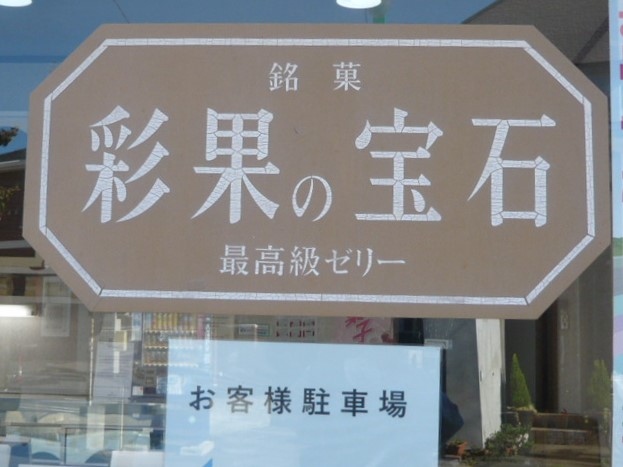 銘菓
彩果の宝石
最高級ゼリー
お客様駐車場